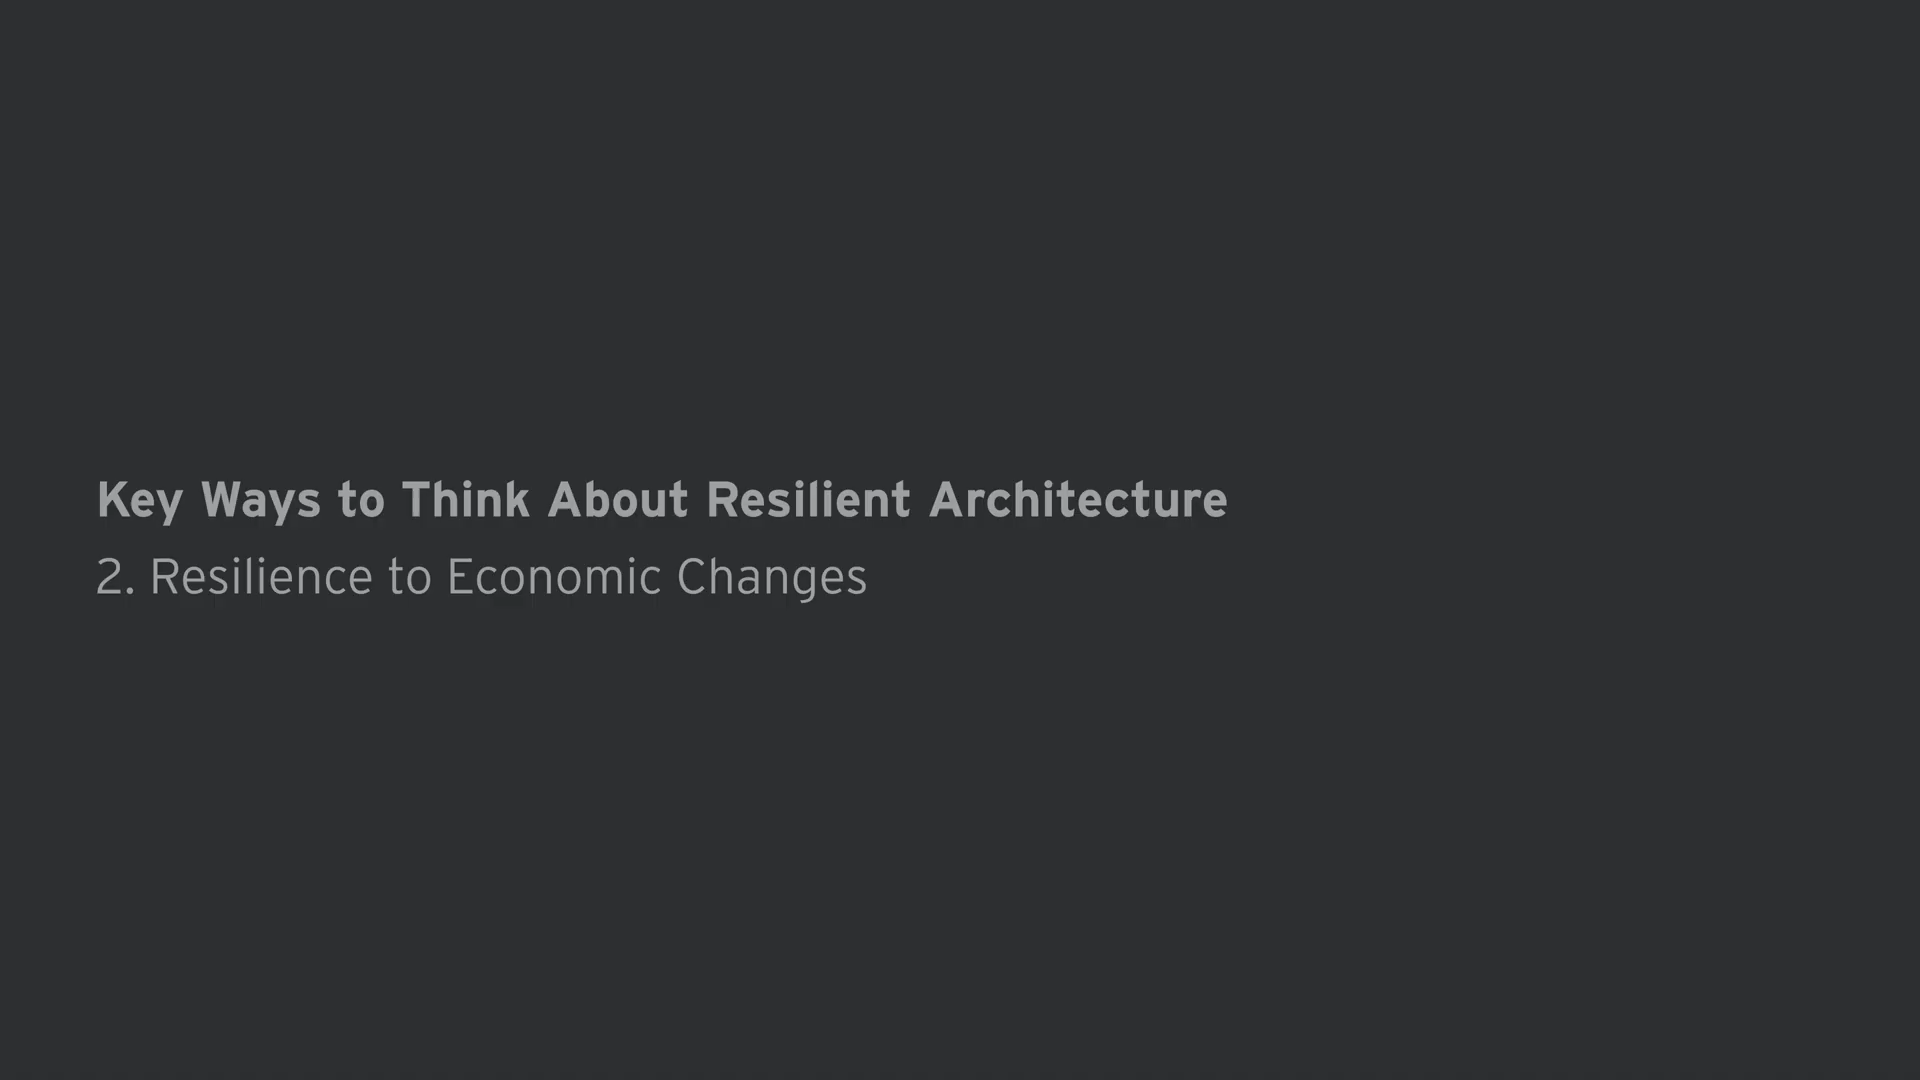 Key Ways to Think About Resilient Architecture
2. Resilience to Economic Changes